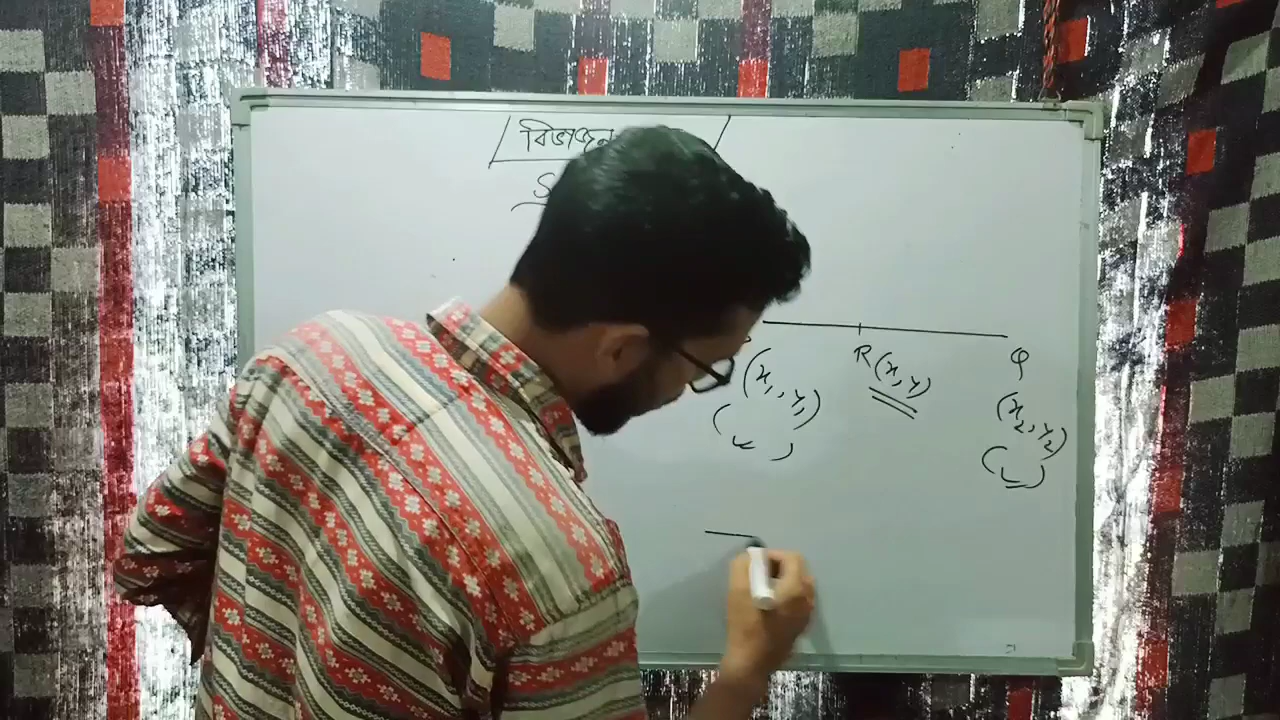 বিভাজন
S
R(x, y)
Q
(x₁, y₁)
(x₂, y₂)